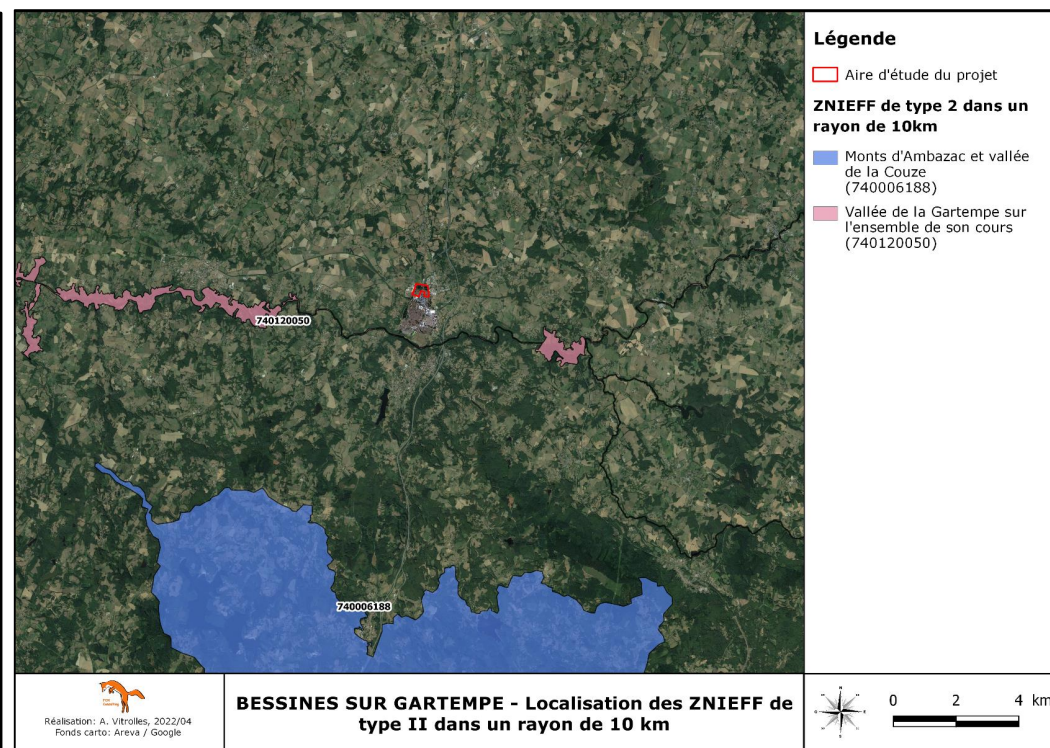 Légende
Aire d'étude du projet
ZNIEFF de type 2 dans un
rayon de 10km
Monts d'Ambazac et vallée
de la Couze
(740006188)
Vallée de la Gartempe sur
l'ensemble de son cours
(740120050)
740120050
740006188
Réalisation: A. Vitrolles, 2022/04
Fonds carto: Areva / Google
BESSINES SUR GARTEMPE - Localisation des ZNIEFF de
type II dans un rayon de 10 km
0 2 4 km